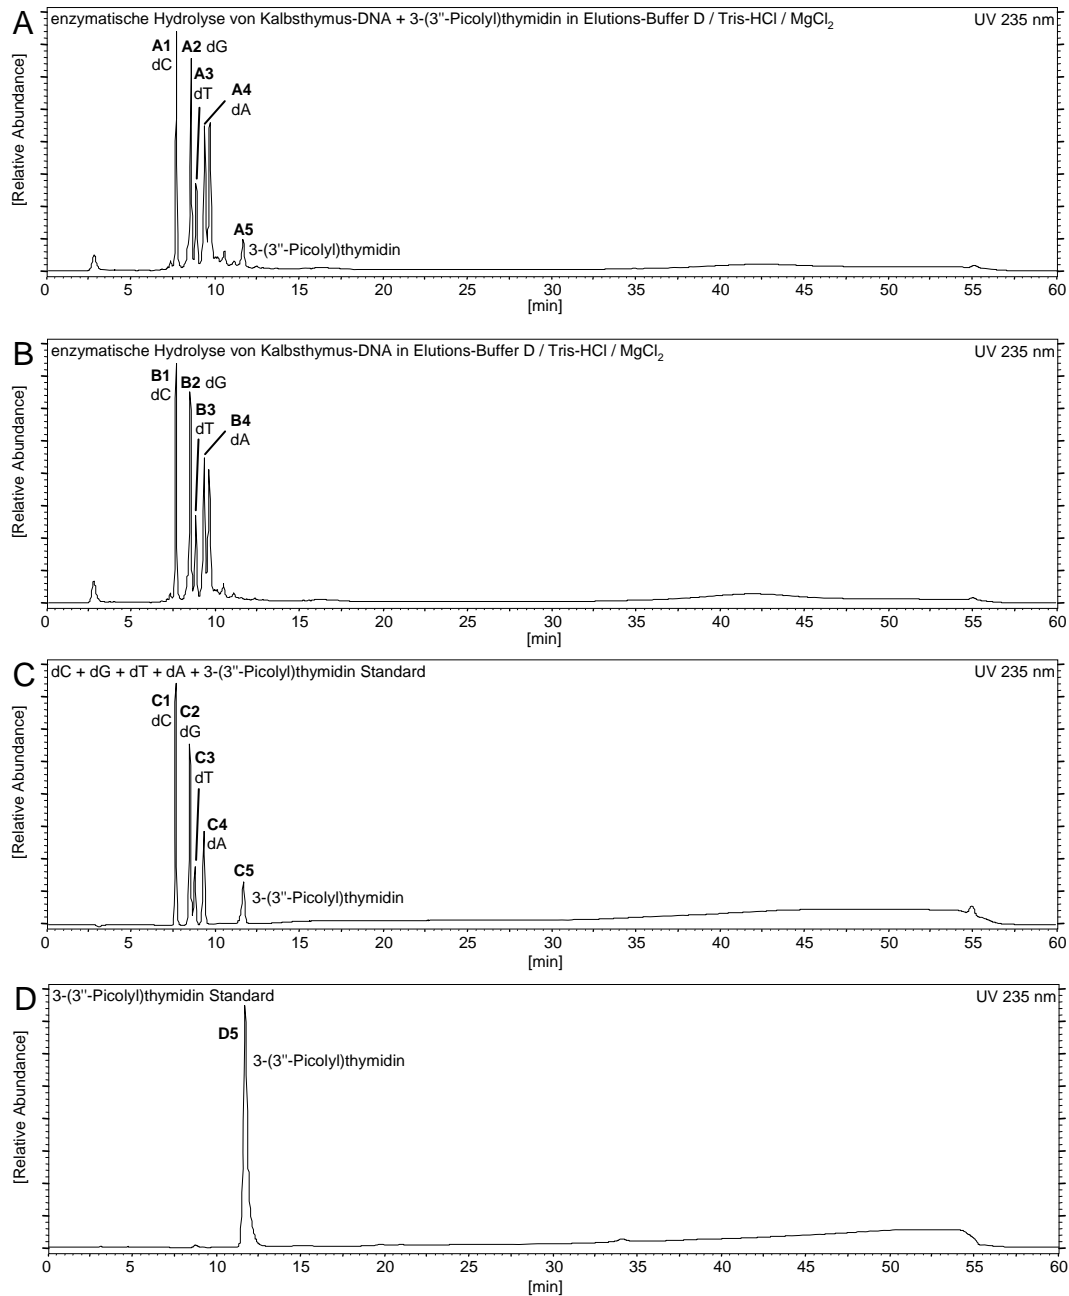 A
enzymatische Hydrolyse von Kalbsthymus-DNA + 3-(3"-Picolyl)thymidin in Elutions-Buffer D / Tris-HCl / MgCl2
UV 235 nm
[Relative Abundance]
A1
dC
A2 dG
A3
dT
A4
dA
A5
3-(3"-Picolyl)thymidin
0 5 10 15 20 25 30 35 40 45 50 55 60
[min]
B
enzymatische Hydrolyse von Kalbsthymus-DNA in Elutions-Buffer D / Tris-HCl / MgCl2
UV 235 nm
[Relative Abundance]
B1
dC
B2 dG
B3
dT
B4
dA
0 5 10 15 20 25 30 35 40 45 50 55 60
[min]
C
dC + dG + dT + dA + 3-(3"-Picolyl)thymidin Standard
UV 235 nm
[Relative Abundance]
C1
dC
C2
dG
C3
dT
C4
dA
C5
3-(3"-Picolyl)thymidin
0 5 10 15 20 25 30 35 40 45 50 55 60
[min]
D
3-(3"-Picolyl)thymidin Standard
UV 235 nm
[Relative Abundance]
D5
3-(3"-Picolyl)thymidin
0 5 10 15 20 25 30 35 40 45 50 55 60
[min]